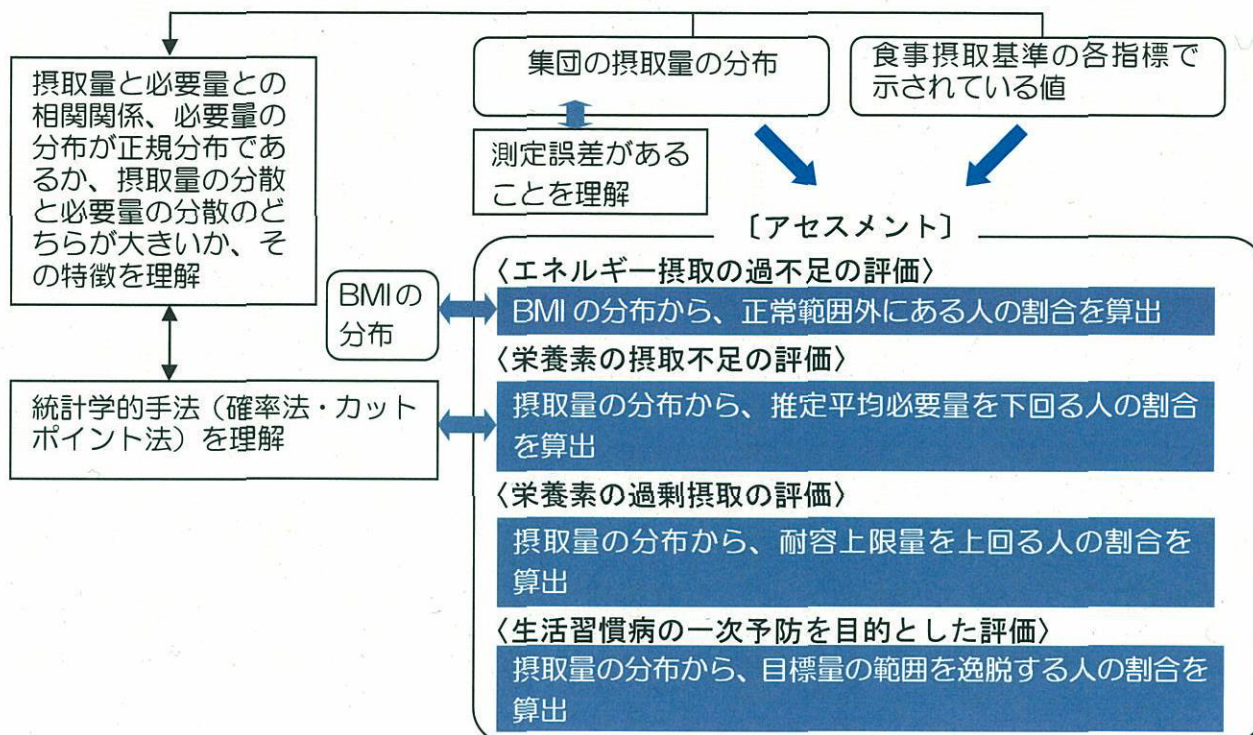 摂取量と必要量との
相関関係、必要量の
分布が正規分布であ
るか、摂取量の分散
と必要量の分散のど
ちらが大きいか、そ
の特徴を理解
集団の摂取量の分布
食事摂取基準の各指標で
示されている値
測定誤差がある
ことを理解
〔アセスメント〕
BMIの
分布
〈エネルギー摂取の過不足の評価〉
BMIの分布から、正常範囲外にある人の割合を算出
統計学的手法(確率法・カット
ポイント法)を理解
〈栄養素の摂取不足の評価〉
摂取量の分布から、推定平均必要量を下回る人の割合
を算出
〈栄養素の過剰摂取の評価〉
摂取量の分布から、耐容上限量を上回る人の割合を
算出
〈生活習慣病の一次予防を目的とした評価〉
摂取量の分布から、目標量の範囲を逸脱する人の割合を
算出